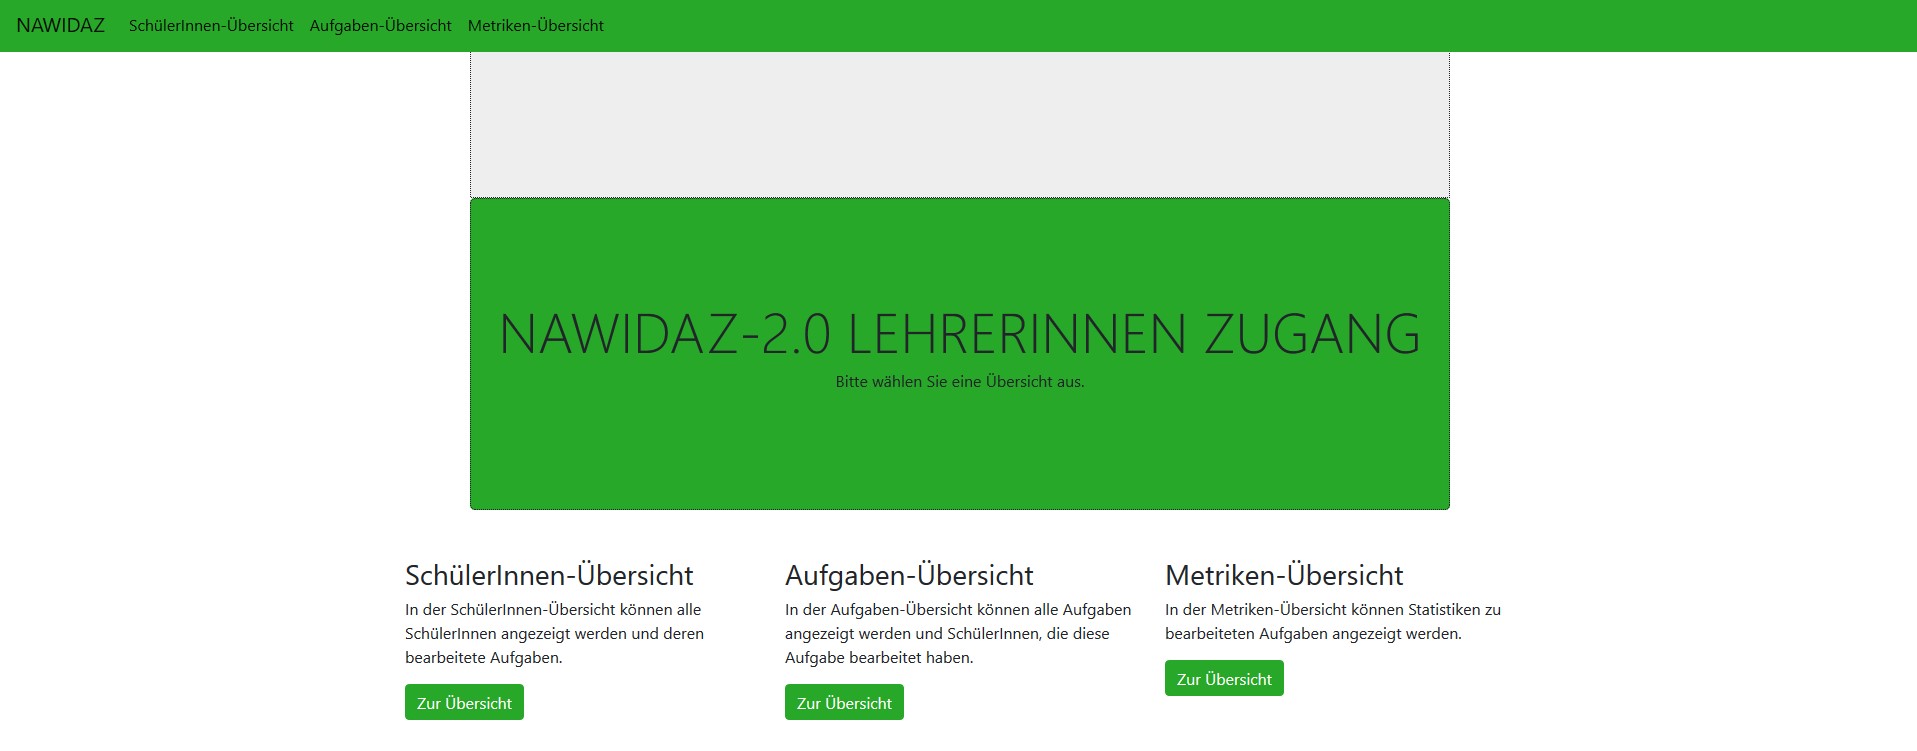 NAWIDAZ SchülerInnen-Übersicht Aufgaben-Übersicht Metriken-Übersicht
NAWIDAZ-2.0 LEHRERINNEN ZUGANG
Bitte wählen Sie eine Übersicht aus.
SchülerInnen-Übersicht
In der SchülerInnen-Übersicht können alle
SchülerInnen angezeigt werden und deren
bearbeitete Aufgaben.
Zur Übersicht
Aufgaben-Übersicht
In der Aufgaben-Übersicht können alle Aufgaben
angezeigt werden und SchülerInnen, die diese
Aufgabe bearbeitet haben.
Zur Übersicht
Metriken-Übersicht
In der Metriken-Übersicht können Statistiken zu
bearbeiteten Aufgaben angezeigt werden.
Zur Übersicht